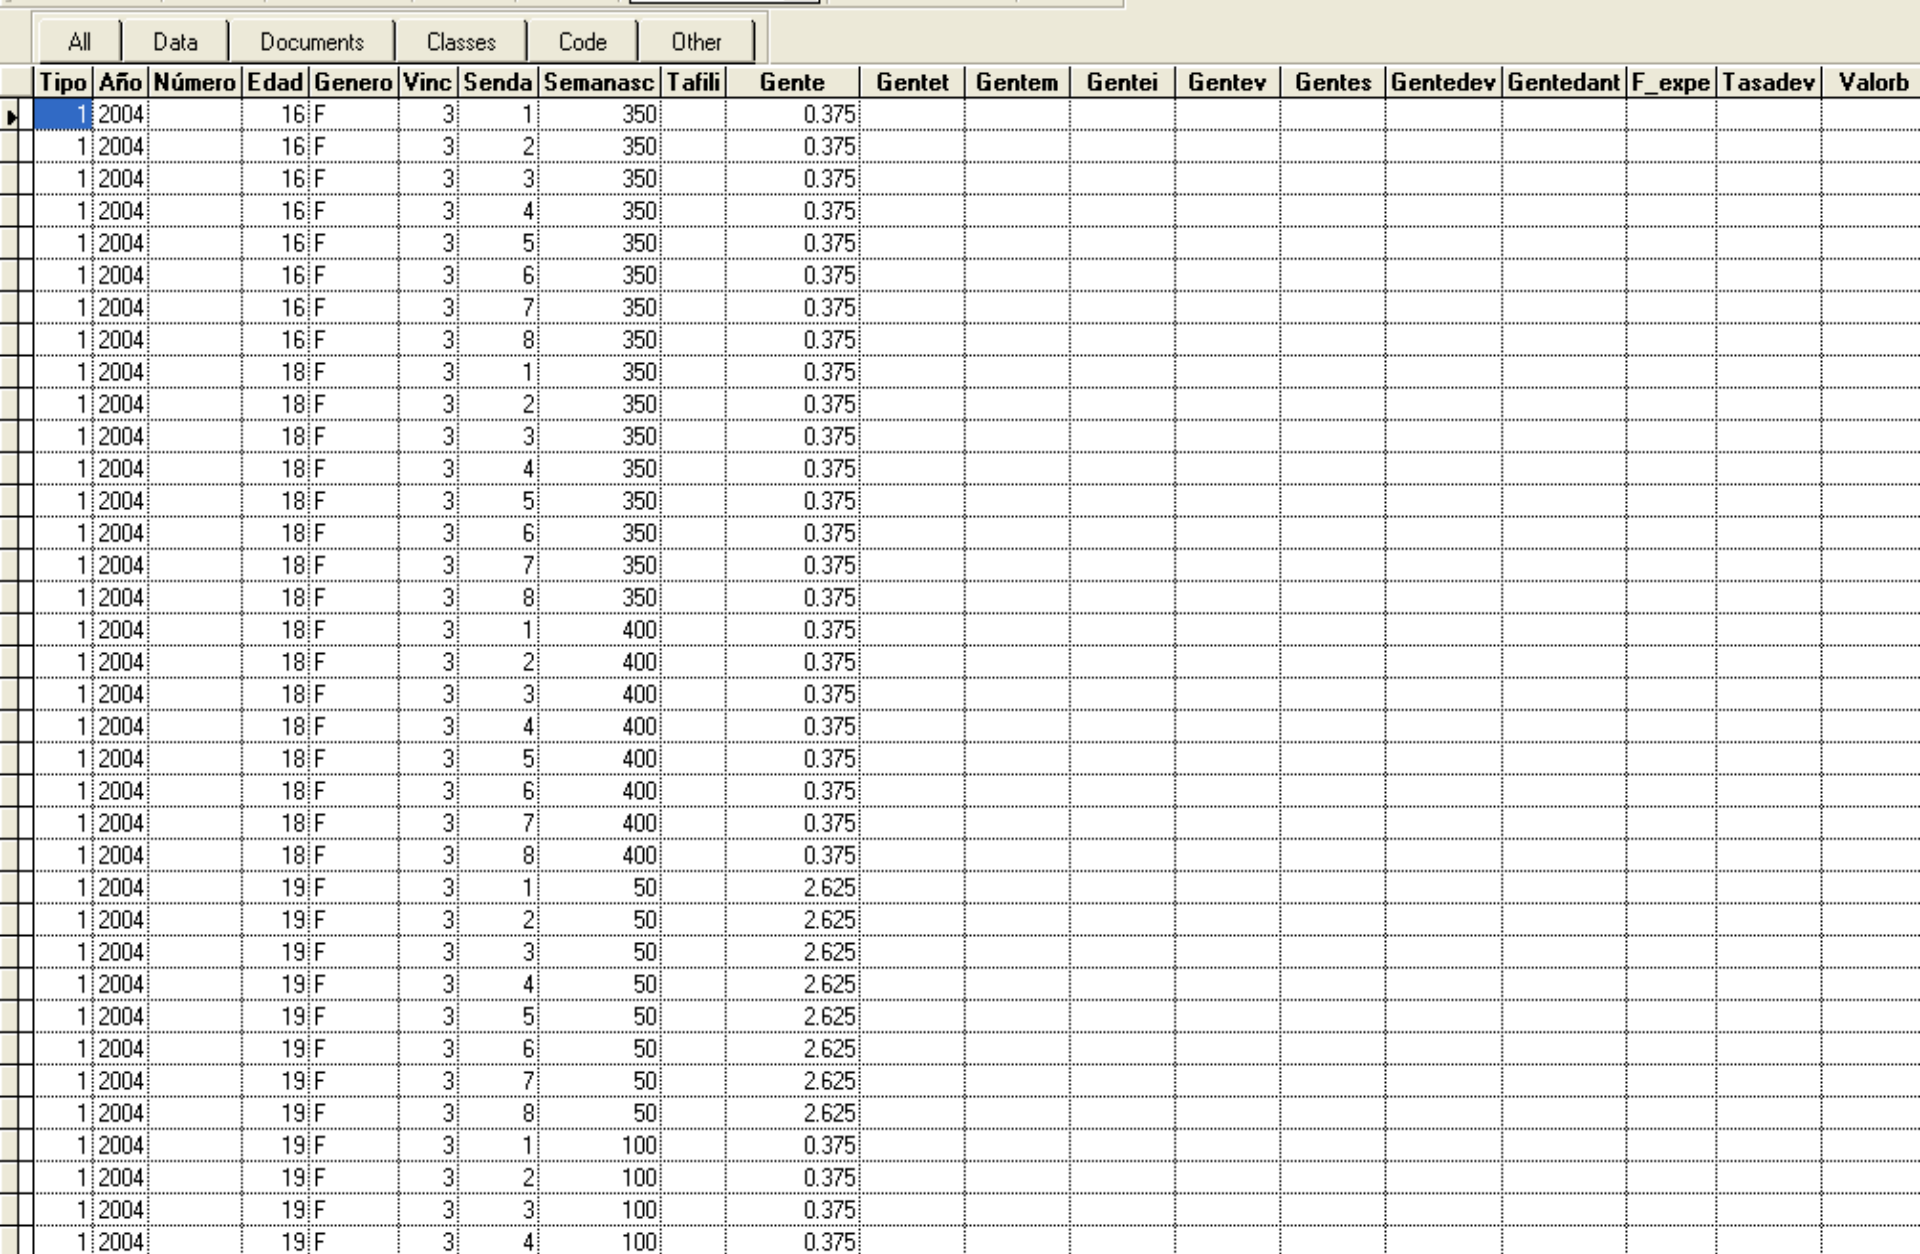 All Data Documents Classes Code Other
Tipo Año Número Edad Genero Vinc Senda Semanasc Tafili Gente Gentet Gentem Gentei Gentev Gentes Gentedev Gentedant F_expe Tasadev Valorb
1 2004 16 F 3 1 350 0.375
1 2004 16 F 3 2 350 0.375
1 2004 16 F 3 3 350 0.375
1 2004 16 F 3 4 350 0.375
1 2004 16 F 3 5 350 0.375
1 2004 16 F 3 6 350 0.375
1 2004 16 F 3 7 350 0.375
1 2004 16 F 3 8 350 0.375
1 2004 18 F 3 1 350 0.375
1 2004 18 F 3 2 350 0.375
1 2004 18 F 3 3 350 0.375
1 2004 18 F 3 4 350 0.375
1 2004 18 F 3 5 350 0.375
1 2004 18 F 3 6 350 0.375
1 2004 18 F 3 7 350 0.375
1 2004 18 F 3 8 350 0.375
1 2004 18 F 3 1 400 0.375
1 2004 18 F 3 2 400 0.375
1 2004 18 F 3 3 400 0.375
1 2004 18 F 3 4 400 0.375
1 2004 18 F 3 5 400 0.375
1 2004 18 F 3 6 400 0.375
1 2004 18 F 3 7 400 0.375
1 2004 18 F 3 8 400 0.375
1 2004 19 F 3 1 50 2.625
1 2004 19 F 3 2 50 2.625
1 2004 19 F 3 3 50 2.625
1 2004 19 F 3 4 50 2.625
1 2004 19 F 3 5 50 2.625
1 2004 19 F 3 6 50 2.625
1 2004 19 F 3 7 50 2.625
1 2004 19 F 3 8 50 2.625
1 2004 19 F 3 1 100 0.375
1 2004 19 F 3 2 100 0.375
1 2004 19 F 3 3 100 0.375
1 2004 19 F 3 4 100 0.375